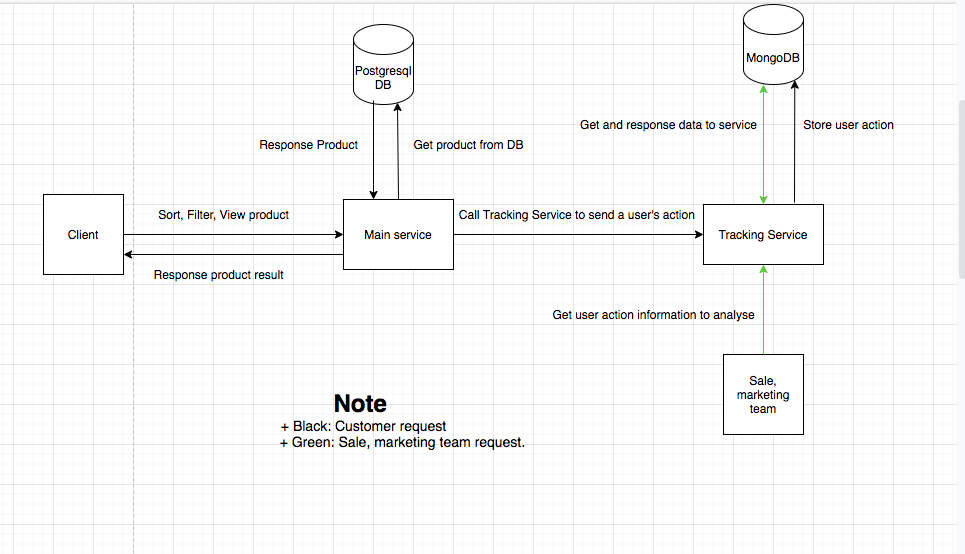 MongoDB
Postgresql
DB
Get and response data to service
Store user action
Response Product
Get product from DB
Sort, Filter, View product
Call Tracking Service to send a user's action
Client
Main service
Tracking Service
Response product result
Get user action information to analyse
Sale,
marketing
team
Note
+ Black: Customer request
+ Green: Sale, marketing team request.